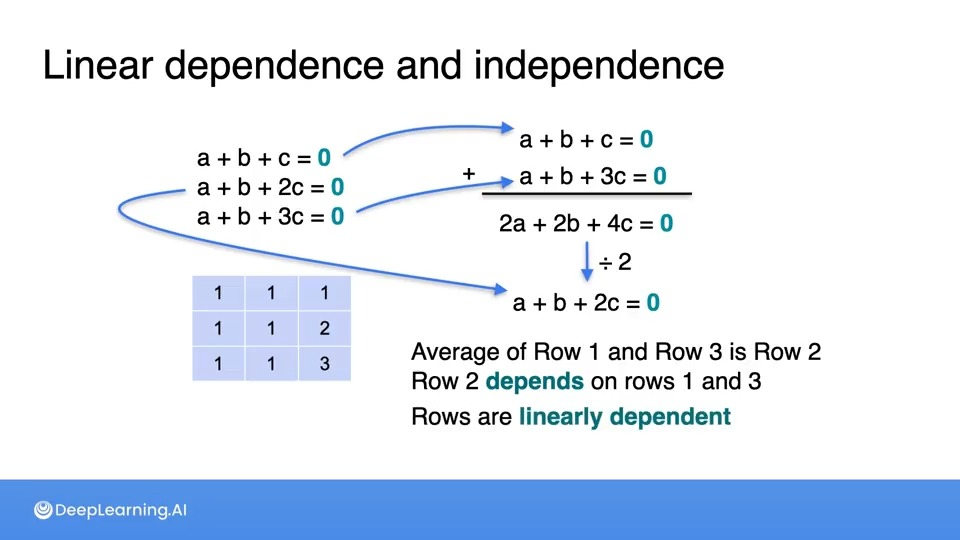 Linear dependence and independence
a + b + c = 0
a + b + 2c = 0
a + b + 3c = 0
1 1 1
1 1 2
1 1 3
a + b + c = 0
+ a + b + 3c = 0
2a + 2b + 4c = 0
÷ 2
a + b + 2c = 0
Average of Row 1 and Row 3 is Row 2
Row 2 depends on rows 1 and 3
Rows are linearly dependent
DeepLearning.AI